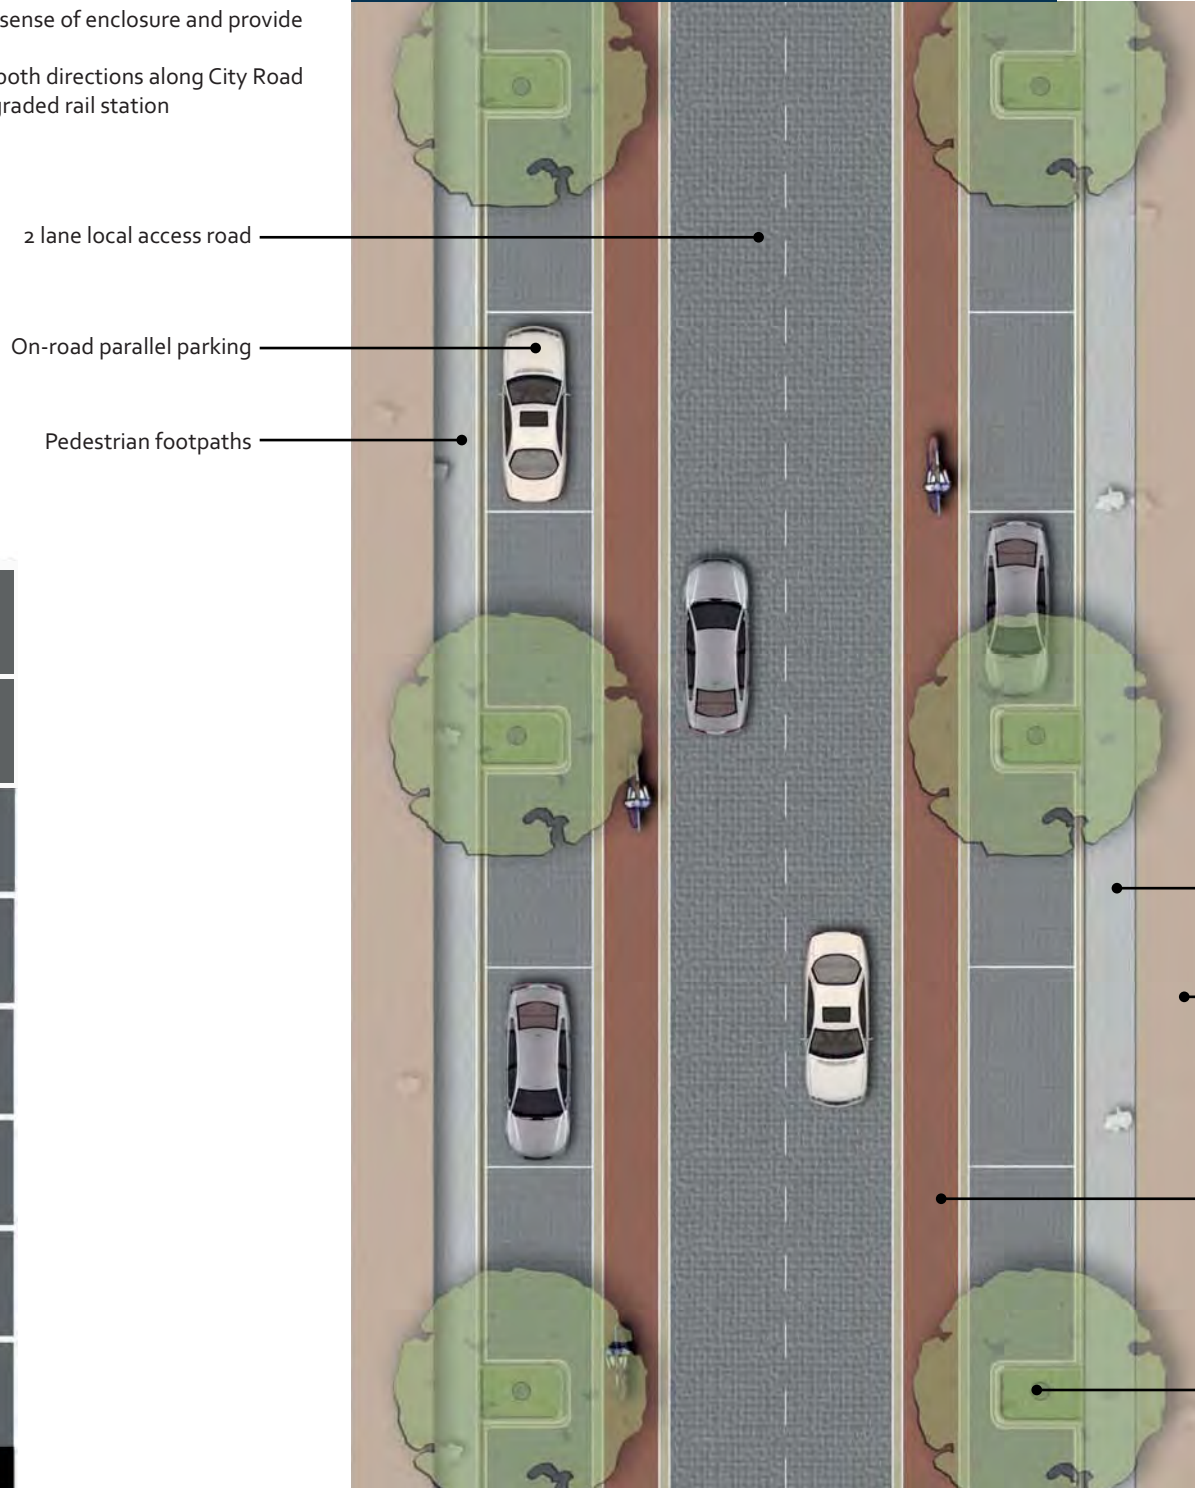 sense of enclosure and provide
both directions along City Road
graded rail station
2 lane local access road
On-road parallel parking
Pedestrian footpaths